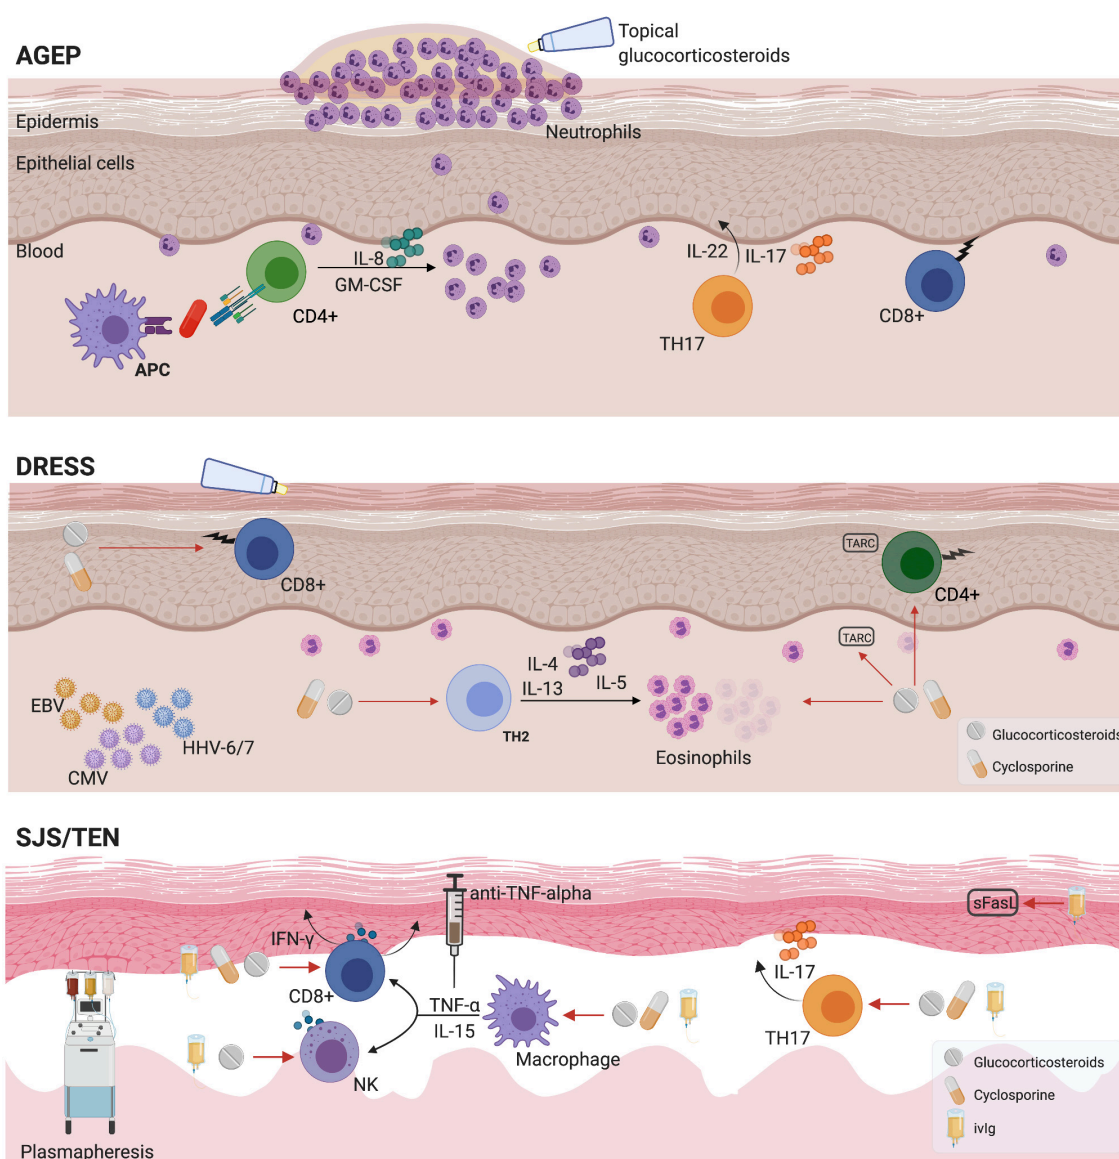 AGEP
Topical
glucocorticosteroids
Epidermis
Neutrophils
Epithelial cells
Blood
IL-8
GM-CSF
CD4+
APC
IL-22
IL-17
TH17
CD8+
DRESS
CD8+
TARC
CD4+
TARC
EBV
HHV-6/7
CMV
IL-4
IL-13
IL-5
TH2
Eosinophils
Glucocorticosteroids
Cyclosporine
SJS/TEN
anti-TNF-alpha
sFasL
IFN-γ
CD8+
TNF-α
IL-15
NK
Macrophage
IL-17
TH17
Plasmapheresis
Glucocorticosteroids
Cyclosporine
ivIg